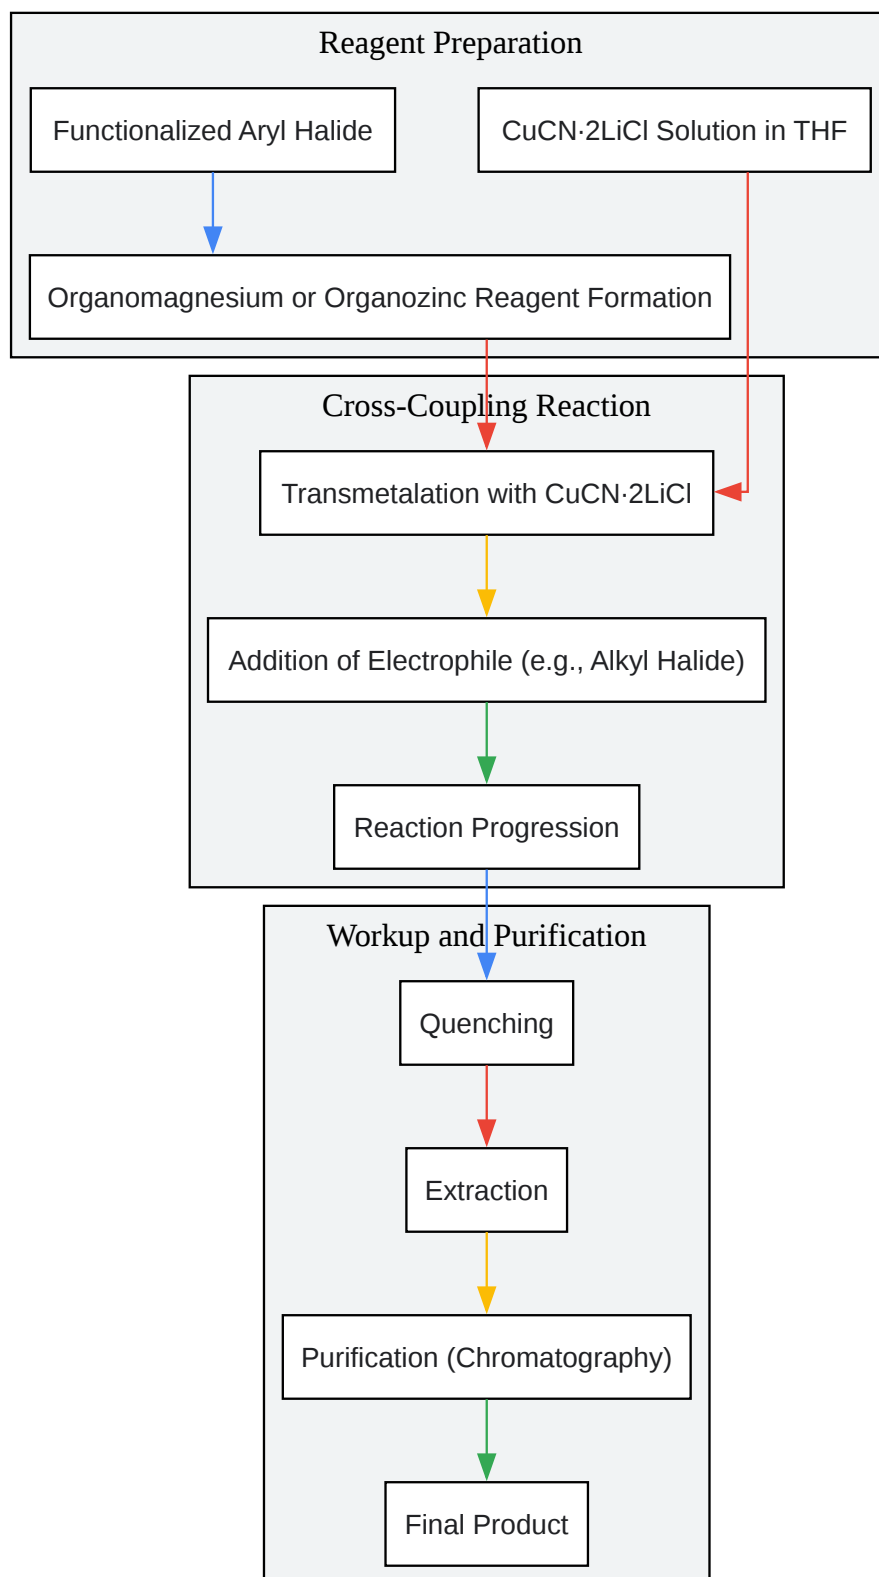 Reagent Preparation
Functionalized Aryl Halide
CuCN·2LiCl Solution in THF
Organomagnesium or Organozinc Reagent Formation
Cross-Coupling Reaction
Transmetalation with CuCN·2LiCl
Addition of Electrophile (e.g., Alkyl Halide)
Reaction Progression
Workup and Purification
Quenching
Extraction
Purification (Chromatography)
Final Product